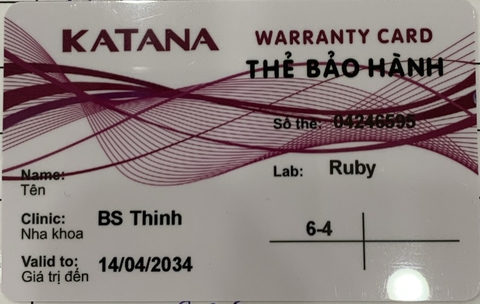 KATANA
WARRANTY CARD
THẺ BẢO HÀNH
Số thẻ: 04246595
Name:
Tên
Lab: Ruby
Clinic: BS Thinh
Nha khoa
6-4
Valid to: 14/04/2034
Giá trị đến